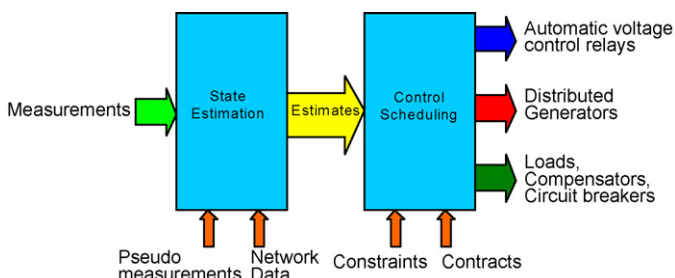 Measurements
State
Estimation
Estimates
Control
Scheduling
Automatic voltage
control relays
Distributed
Generators
Loads,
Compensators,
Circuit breakers
Pseudo
measurements
Network
Data
Constraints
Contracts